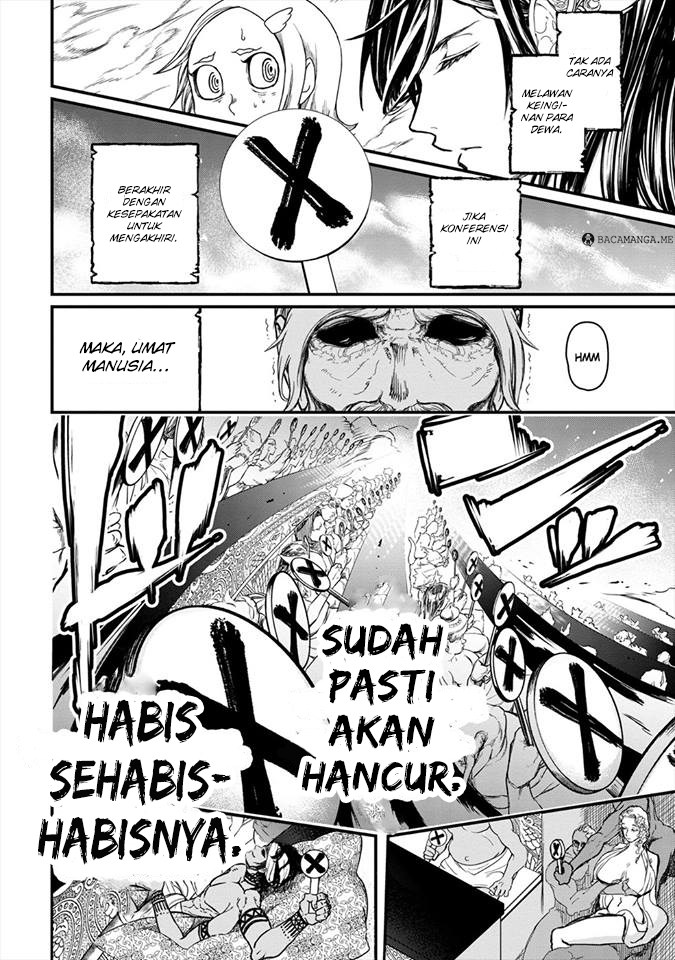 TAK ADA
CARANYA
MELAWAN
KEINGI-
NAN PARA
DEWA.
JIKA
KONFERENSI
INI
BERAKHIR
DENGAN
KESEPAKATAN
UNTUK
MENGAKHIRI.
BACAMANGA.ME
HMM
MAKA, UMAT
MANUSIA...
SUDAH
PASTI
AKAN
HANCUR.
HABIS
SEHABIS-
HABISNYA.